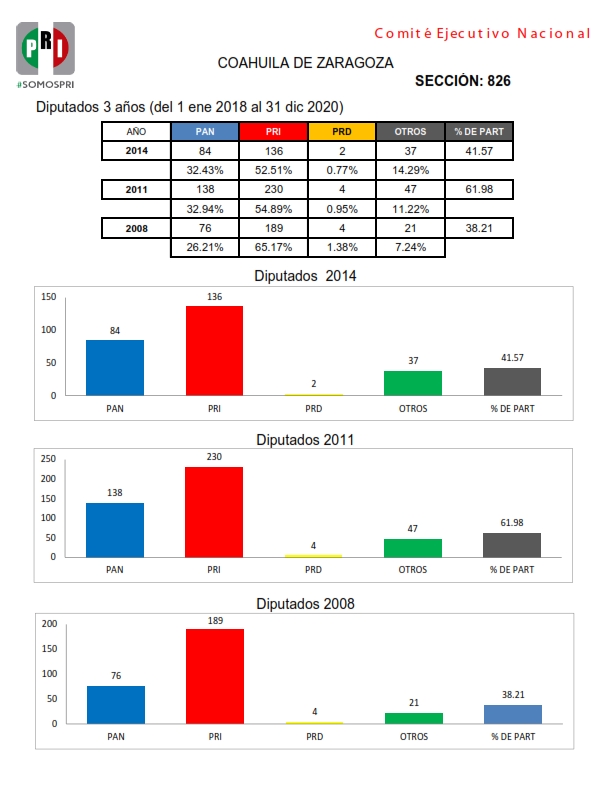 Comité Ejecutivo Nacional
PRI
#SOMOSPRI
COAHUILA DE ZARAGOZA
SECCIÓN: 826
Diputados 3 años (del 1 ene 2018 al 31 dic 2020)
AÑO PAN PRI PRD OTROS % DE PART
2014 84 136 2 37 41.57
32.43% 52.51% 0.77% 14.29%
2011 138 230 4 47 61.98
32.94% 54.89% 0.95% 11.22%
2008 76 189 4 21 38.21
26.21% 65.17% 1.38% 7.24%
Diputados 2014
150
136
100
84
50
37
41.57
2
0
PAN PRI PRD OTROS % DE PART
Diputados 2011
250
230
200
150
138
100
50
61.98
47
4
0
PAN PRI PRD OTROS % DE PART
Diputados 2008
200
189
150
100
76
50
38.21
21
4
0
PAN PRI PRD OTROS % DE PART